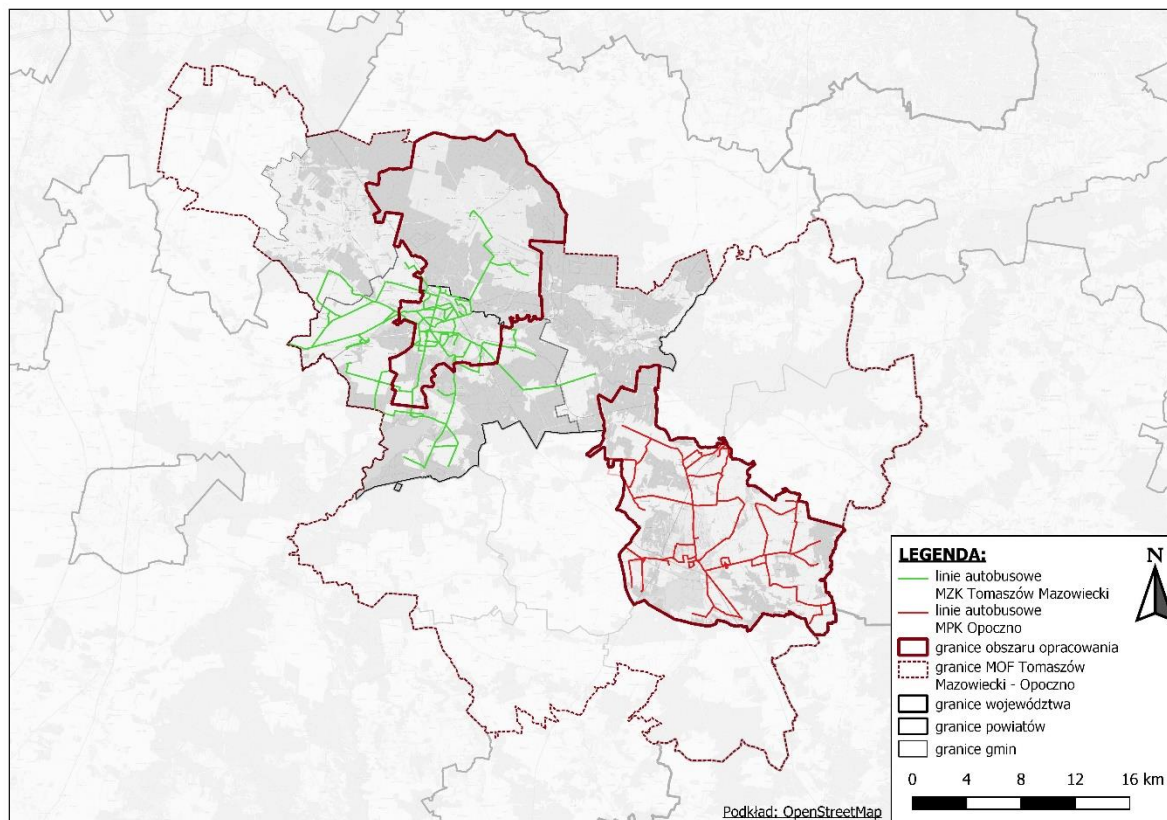 LEGENDA:
N
linie autobusowe
MZK Tomaszów Mazowiecki
linie autobusowe
MPK Opoczno
granice obszaru opracowania
granice MOF Tomaszów
Mazowiecki - Opoczno
granice województwa
granice powiatów
granice gmin
0 4 8 12 16 km
Podkład: OpenStreetMap